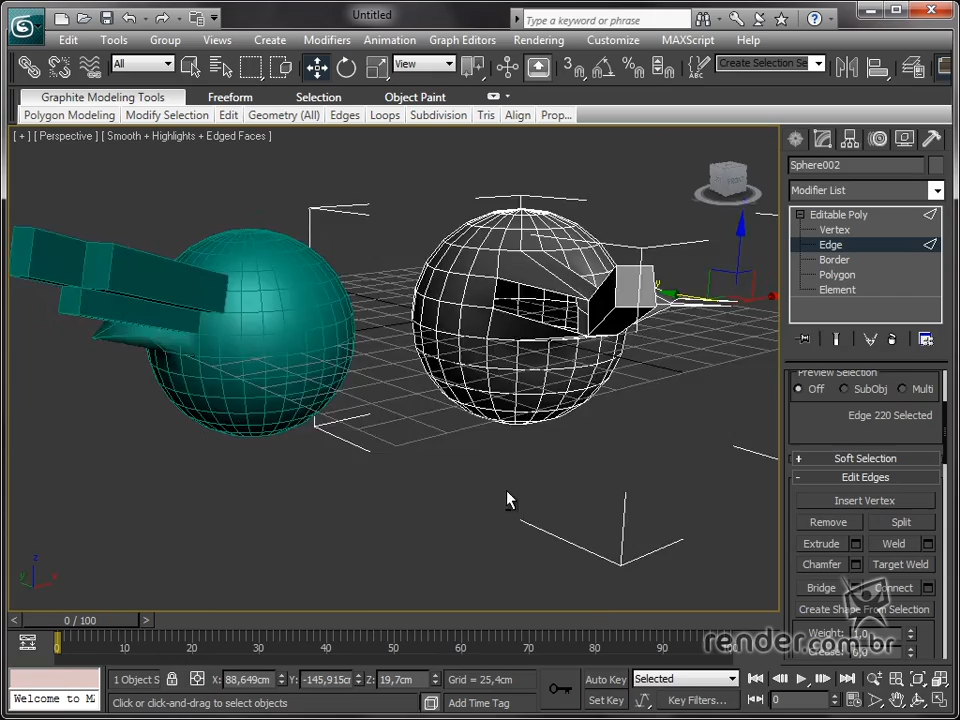 Untitled
Type a keyword or phrase
Edit Tools Group Views Create Modifiers Animation Graph Editors Rendering Customize MAXScript Help
All View Create Selection Se
Graphite Modeling Tools Freeform Selection Object Paint
Polygon Modeling Modify Selection Edit Geometry (All) Edges Loops Subdivision Tris Align Prop...
[ + ] [ Perspective ] [ Smooth + Highlights + Edged Faces ]
Sphere002
Modifier List
Editable Poly
Vertex
Edge
Border
Polygon
Element
Preview Selection
Off SubObj Multi
Edge 220 Selected
+ Soft Selection
- Edit Edges
Insert Vertex
Remove Split
Extrude Weld
Chamfer Target Weld
Bridge Connect
Create Shape From Selection
Weight: 1,0
Crease: 0,0
render.com.br
z
y x
y
< 0 / 100 >
0 10 20 30 40 50 60 70 80 90 100
1 Object S X: 88,649cm Y: -145,915c Z: 19,7cm Grid = 25,4cm Auto Key Selected
Welcome to M Click or click-and-drag to select objects Add Time Tag Set Key Key Filters... 0